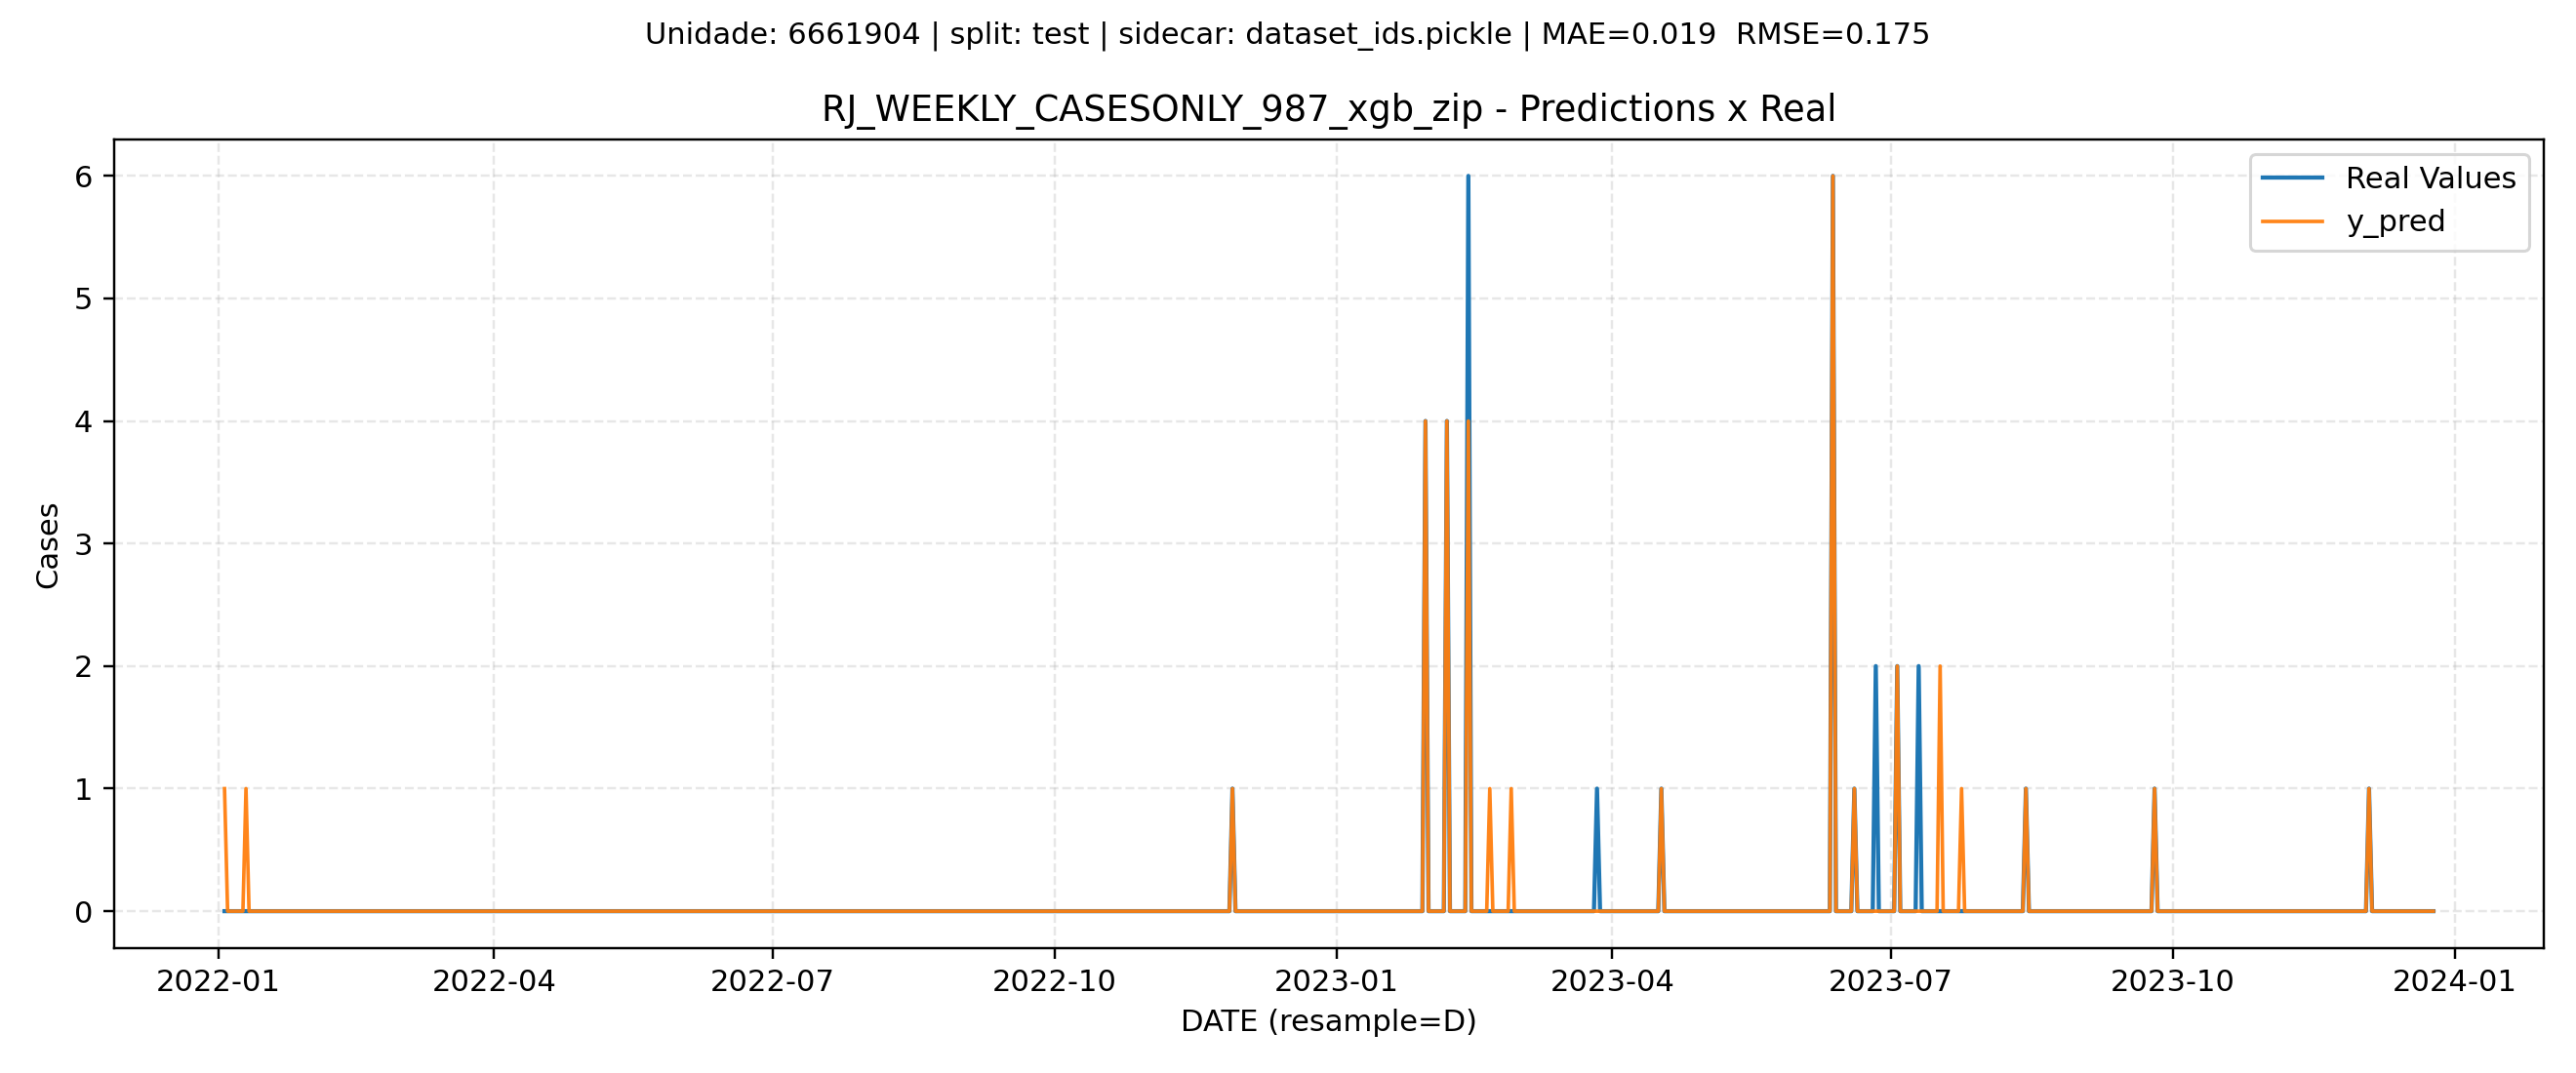 Unidade: 6661904 | split: test | sidecar: dataset_ids.pickle | MAE=0.019  RMSE=0.175
RJ_WEEKLY_CASESONLY_987_xgb_zip - Predictions x Real
Real Values
y_pred
6
5
4
3
2
1
0
Cases
2022-01
2022-04
2022-07
2022-10
2023-01
2023-04
2023-07
2023-10
2024-01
DATE (resample=D)